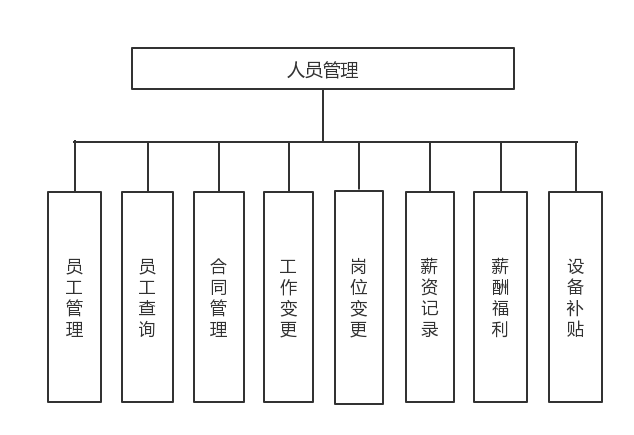 人员管理
员工管理
员工查询
合同管理
工作变更
岗位变更
薪资记录
薪酬福利
设备补贴